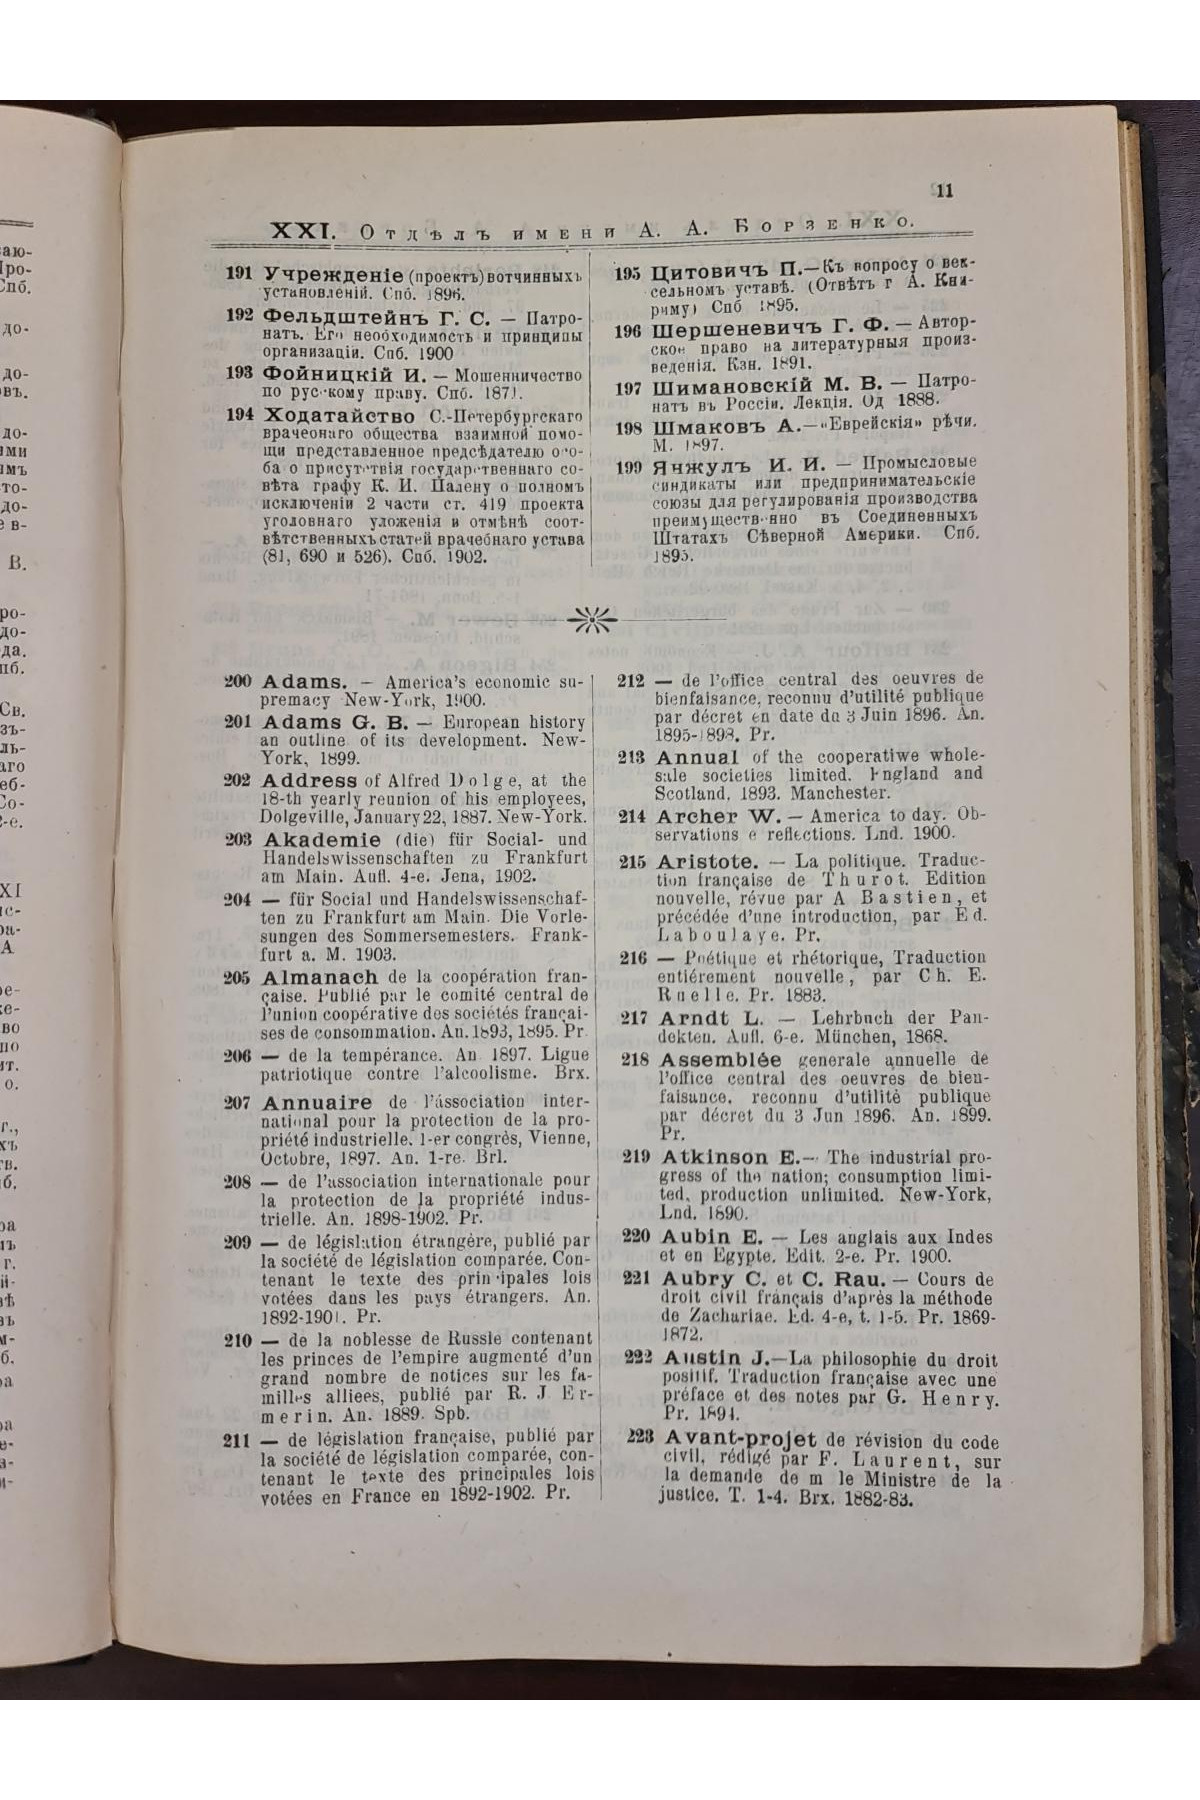 11
XXI. Отдѣлъ имени А. А. Борзенко.
191 Учрежденіе (проектъ) вотчинныхъ
установленій. Спб. 1896.
192 Фельдштейнъ Г. С. — Патро-
натъ. Его необходимость и принципы
организаціи. Спб. 1900
193 Фойницкій И. — Мошенничество
по русскому праву. Спб. 1871.
194 Ходатайство С.-Петербургскаго
врачебнаго общества взаимной помо-
щи представленное предсѣдателю осо-
ба о присутствія государственнаго со-
вѣта графу К. И. Палену о полномъ
исключеніи 2 части ст. 419 проекта
уголовнаго уложенія и отмѣнѣ соот-
вѣтственныхъ статей врачебнаго устава
(81, 690 и 526). Спб. 1902.
195 Цитовичъ П.—Къ вопросу о век-
сельномъ уставѣ. (Отвѣтъ г А. Кни-
риму) Спб 1895.
196 Шершеневичъ Г. Ф. — Автор-
ское право на литературныя произ-
веденія. Кзн. 1891.
197 Шимановскій М. В. — Патро-
натъ въ Россіи. Лекція. Од 1888.
198 Шмаковъ А.—«Еврейскія» рѣчи.
М. 1897.
199 Янжулъ И. И. — Промысловые
синдикаты или предпринимательскіе
союзы для регулированія производства
преимущественно въ Соединенныхъ
Штатахъ Сѣверной Америки. Спб.
1895.
200 Adams. — America's economic su-
premacy New-York, 1900.
201 Adams G. B. — European history
an outline of its development. New-
York, 1899.
202 Address of Alfred Dolge, at the
18-th yearly reunion of his employees,
Dolgeville, January 22, 1887. New-York.
203 Akademie (die) für Social- und
Handelswissenschaften zu Frankfurt
am Main. Aufl. 4-e. Jena, 1902.
204 — für Social und Handelswissenschaf-
ten zu Frankfurt am Main. Die Vorle-
sungen des Sommersemesters. Frank-
furt a. M. 1903.
205 Almanach de la coopération fran-
çaise. Publié par le comité central de
l'union coopérative des sociétés françai-
ses de consommation. An. 1893, 1895. Pr
206 — de la tempérance. An 1897. Ligue
patriotique contre l'alcoolisme. Brx.
207 Annuaire de l'ássociation inter-
national pour la protection de la pro-
priété industrielle. 1-er congrès, Vienne,
Octobre, 1897. An. 1-re. Brl.
208 — de l'association internationale pour
la protection de la propriété indus-
trielle. An. 1898-1902. Pr.
209 — de législation étrangère, publié par
la société de législation comparée. Con-
tenant le texte des principales lois
votées dans les pays étrangers. An.
1892-1901. Pr.
210 — de la noblesse de Russie contenant
les princes de l'empire augmenté d'un
grand nombre de notices sur les fa-
milles alliees, publié par R. J Er-
merin. An. 1889. Spb.
211 — de législation française, publié par
la société de législation comparée, con-
tenant le texte des principales lois
votées en France en 1892-1902. Pr.
212 — de l'office central des oeuvres de
bienfaisance, reconnu d'utilité publique
par décret en date du 3 Juin 1896. An.
1895-1898. Pr.
213 Annual of the cooperatiwe whole-
sale societies limited. England and
Scotland, 1893. Manchester.
214 Archer W. — America to day. Ob-
servations e reflections. Lnd. 1900.
215 Aristote. — La politique. Traduc-
tion française de Thurot. Edition
nouvelle, révue par A Bastien, et
précédée d'une introduction, par Ed.
Laboulaye. Pr.
216 — Poétique et rhétorique, Traduction
entiérement nouvelle, par Ch. E.
Ruelle. Pr. 1883.
217 Arndt L. — Lehrbuch der Pan-
dekten. Aufl. 6-e. München, 1868.
218 Assemblée generale annuelle de
l'office central des oeuvres de bien-
faisance, reconnu d'utilité publique
par décret du 3 Jun 1896. An. 1899.
Pr.
219 Atkinson E.— The industrial pro-
gress of the nation; consumption limi-
ted, production unlimited. New-York,
Lnd. 1890.
220 Aubin E. — Les anglais aux Indes
et en Egypte. Edit. 2-e. Pr. 1900.
221 Aubry C. et C. Rau. — Cours de
droit civil français d'après la méthode
de Zachariae. Ed. 4-e, t. 1-5. Pr. 1869-
1872.
222 Austin J.—La philosophie du droit
positif. Traduction française avec une
préface et des notes par G. Henry.
Pr. 1894.
223 Avant-projet de révision du code
civil, rédigé par F. Laurent, sur
la demande de m le Ministre de la
justice. T. 1-4. Brx. 1882-83.